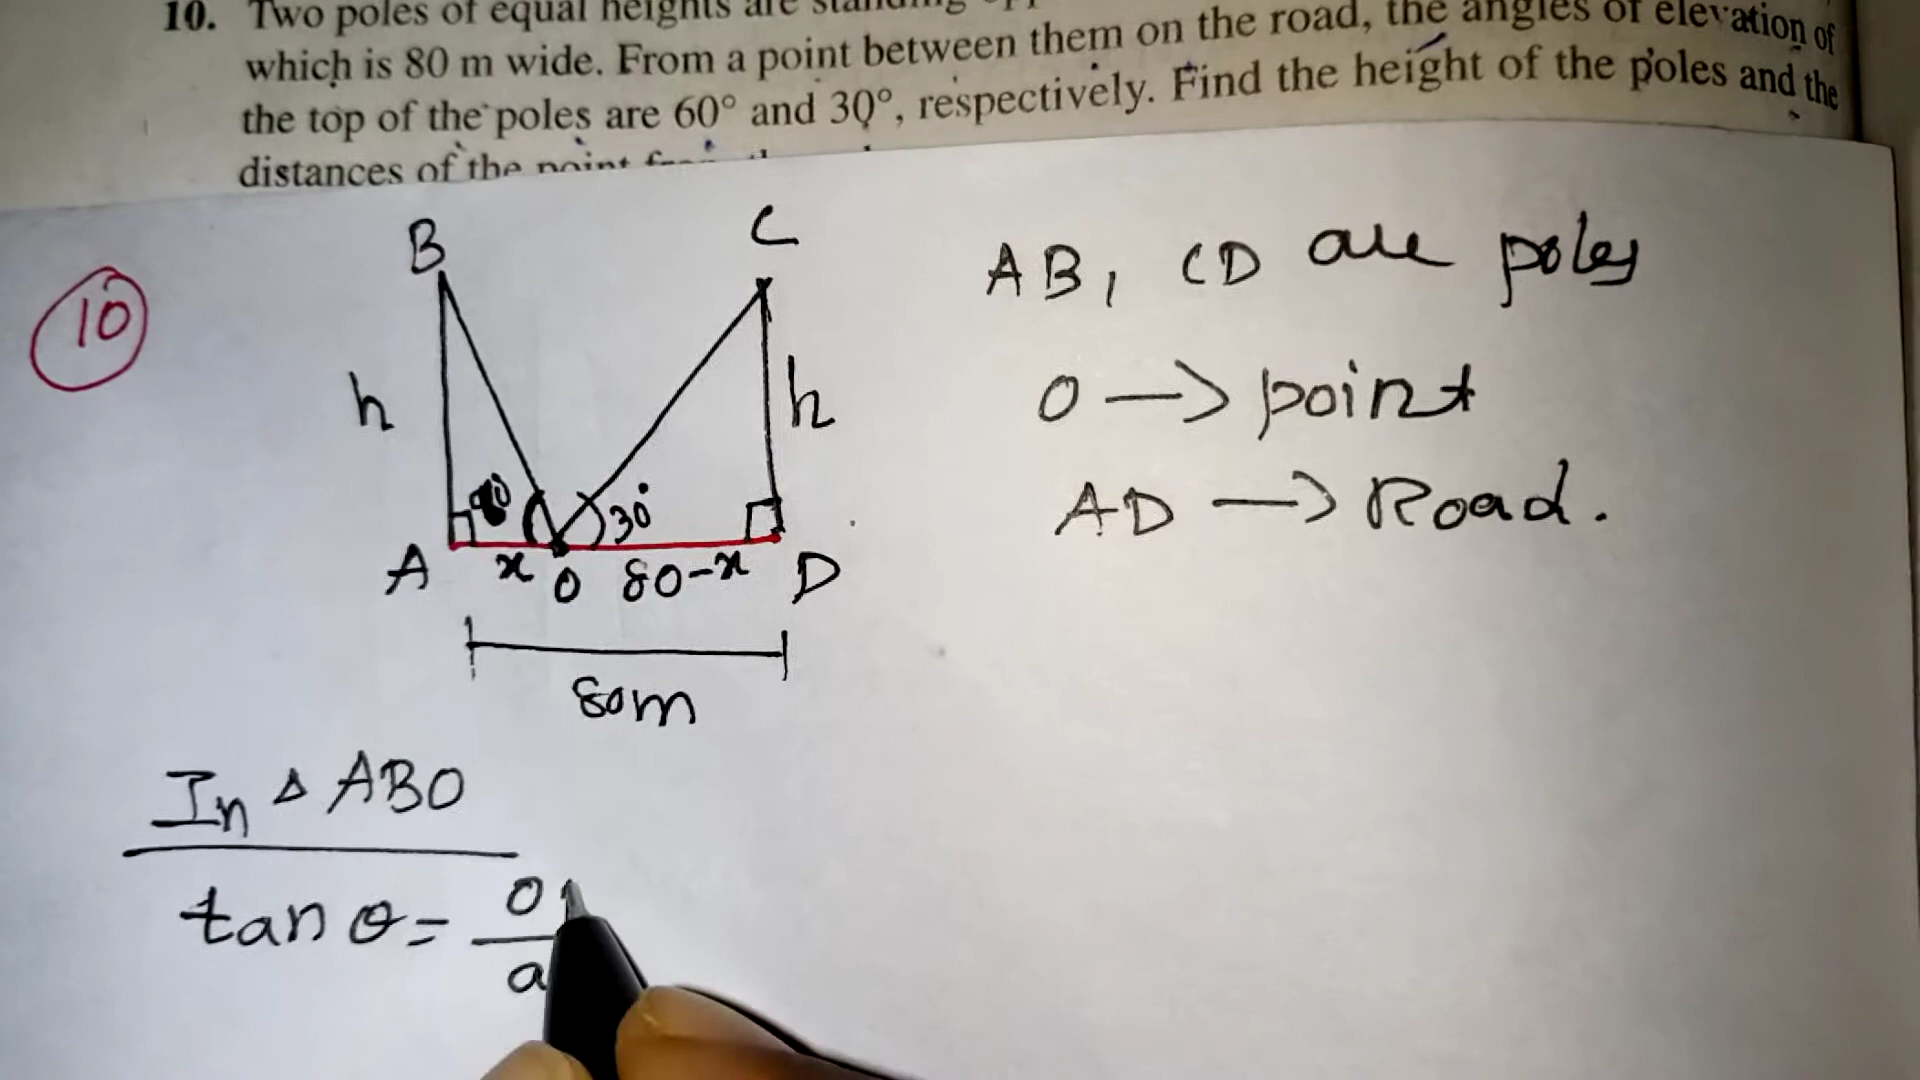 10. Two poles of equal heights are
which is 80 m wide. From a point between them on the road, the angles of elevation of
the top of the poles are 60° and 30°, respectively. Find the height of the poles and the
distances of the point
10
B
C
AB, CD are poles
h
h
O → point
30°
AD → Road.
A x O 80-x D
80m
In Δ ABO
tan θ = o
a